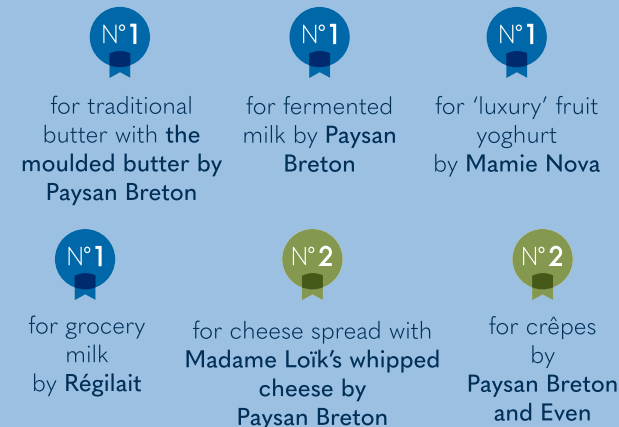 N°1
for traditional
butter with the
moulded butter by
Paysan Breton
N°1
for fermented
milk by Paysan
Breton
N°1
for ‘luxury’ fruit
yoghurt
by Mamie Nova
N°1
for grocery
milk
by Régilait
N°2
for cheese spread with
Madame Loïk’s whipped
cheese by
Paysan Breton
N°2
for crêpes
by
Paysan Breton
and Even